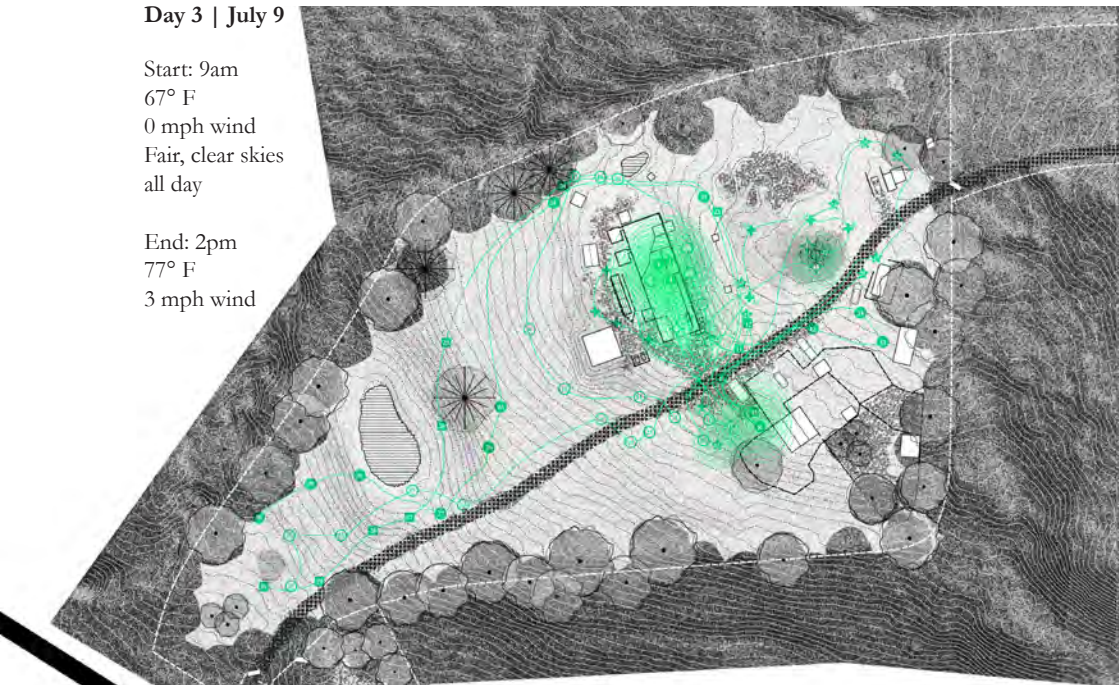 Day 3 | July 9
Start: 9am
67° F
0 mph wind
Fair, clear skies
all day
End: 2pm
77° F
3 mph wind